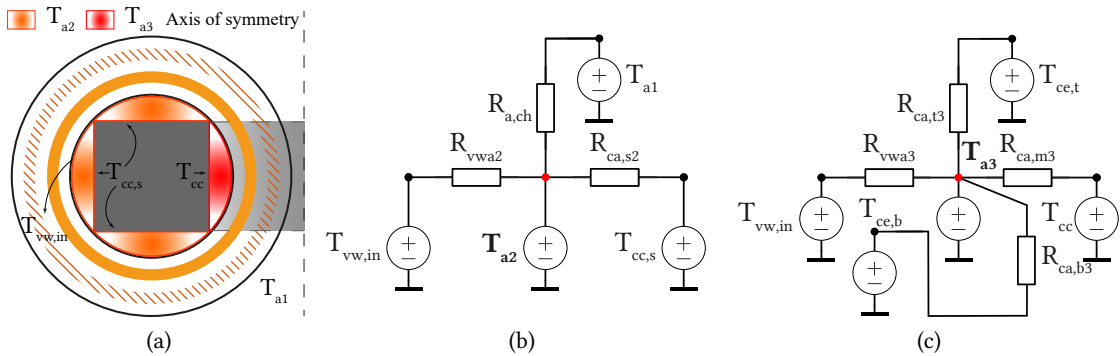 T_a2 T_a3 Axis of symmetry
T_cc,s T_cc
T_vw,in
T_a1
(a)
T_a1
R_a,ch
R_vwa2 R_ca,s2
T_vw,in T_a2 T_cc,s
+ −
+ −
+ −
+ −
(b)
T_ce,t
R_ca,t3
R_vwa3 T_a3 R_ca,m3
T_vw,in T_ce,b T_cc
R_ca,b3
+ −
+ −
+ −
+ −
+ −
(c)